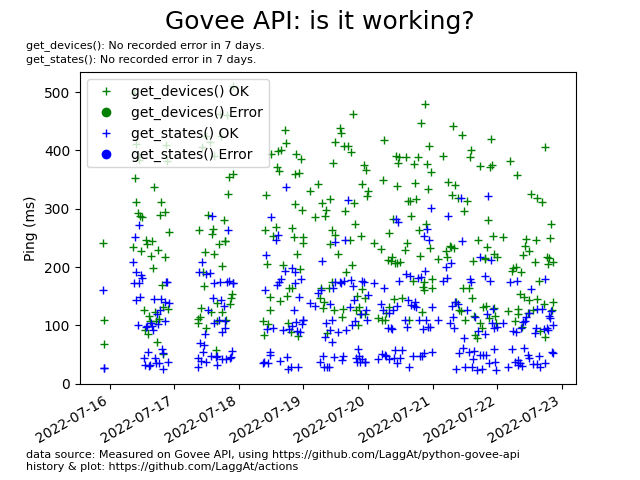 Govee API: is it working?
get_devices(): No recorded error in 7 days.
get_states(): No recorded error in 7 days.
get_devices() OK
get_devices() Error
get_states() OK
get_states() Error
500
400
300
200
100
0
Ping (ms)
2022-07-16
2022-07-17
2022-07-18
2022-07-19
2022-07-20
2022-07-21
2022-07-22
2022-07-23
data source: Measured on Govee API, using https://github.com/LaggAt/python-govee-api
history & plot: https://github.com/LaggAt/actions